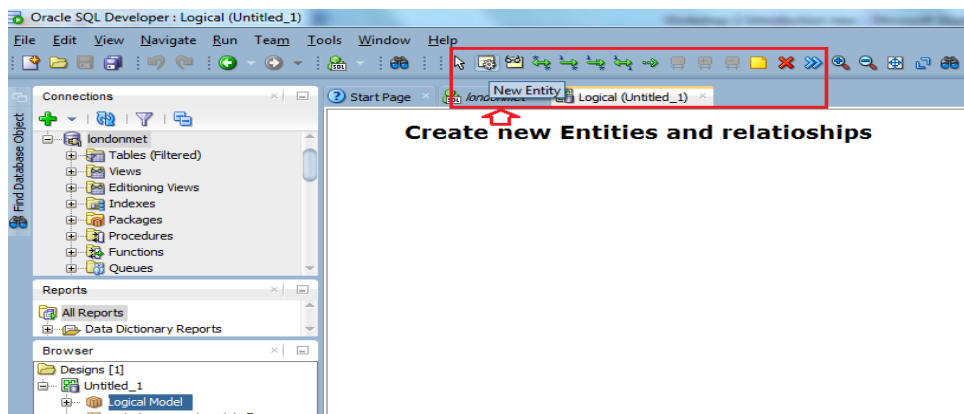 Oracle SQL Developer : Logical (Untitled_1)
File Edit View Navigate Run Team Tools Window Help
SQL
New Entity
Start Page londonmet Logical (Untitled_1)
Create new Entities and relatioships
Find Database Object
Connections
londonmet
Tables (Filtered)
Views
Editioning Views
Indexes
Packages
Procedures
Functions
Queues
Reports
All Reports
Data Dictionary Reports
Browser
Designs [1]
Untitled_1
Logical Model